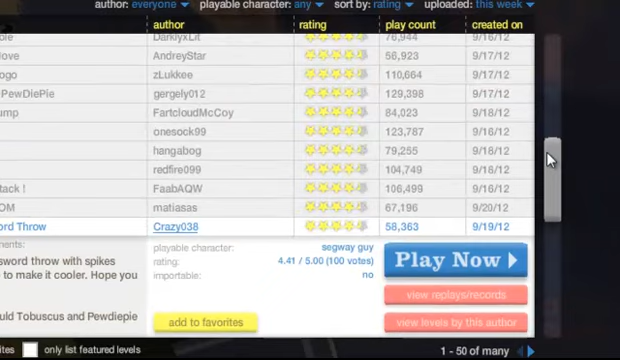 author: everyone playable character: any sort by: rating uploaded: this week
author rating play count created on
DarklyxLit 76,944 9/16/12
love AndreyStar 56,923 9/17/12
ogo zLukkee 110,664 9/17/12
PewDiePie gergely012 129,398 9/17/12
ump FartcloudMcCoy 84,023 9/18/12
onesock99 123,787 9/16/12
hangabog 79,255 9/18/12
redfire099 104,749 9/18/12
tack ! FaabAQW 106,499 9/16/12
OM matiasas 67,196 9/20/12
ord Throw Crazy038 58,363 9/19/12
ments:
sword throw with spikes
to make it cooler. Hope you
uld Tobuscus and Pewdiepie
playable character: segway guy
rating: 4.41 / 5.00 (100 votes)
importable: no
add to favorites
Play Now
view replays/records
view levels by this author
ites only list featured levels 1 - 50 of many